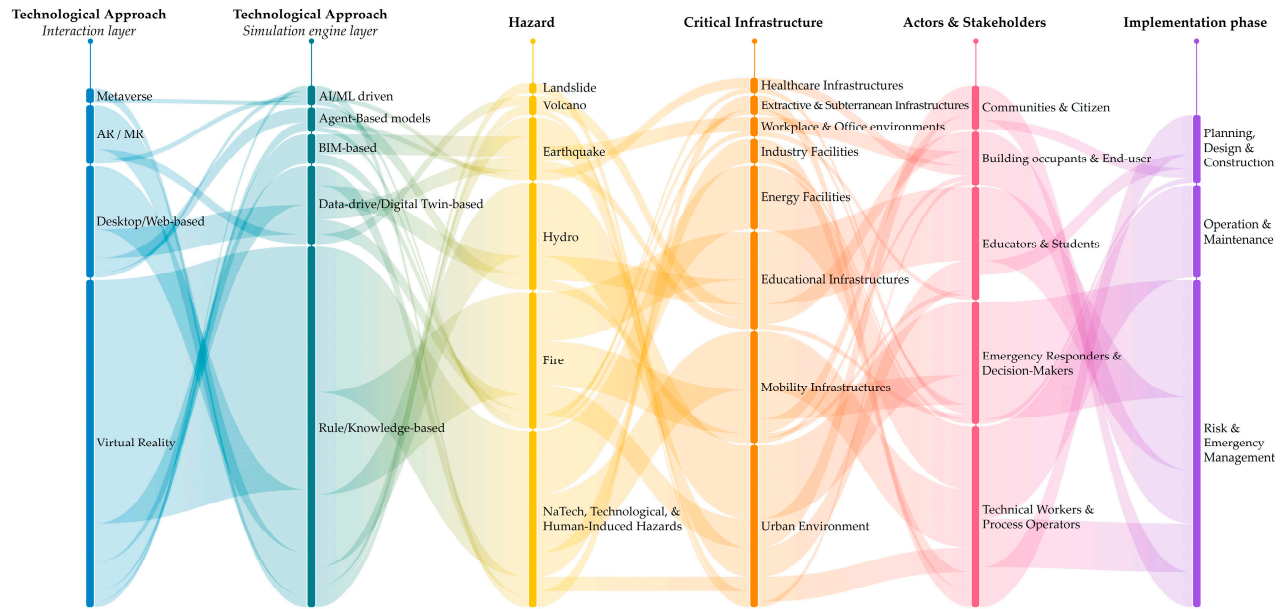 Technological Approach
Interaction layer
Technological Approach
Simulation engine layer
Hazard
Critical Infrastructure
Actors & Stakeholders
Implementation phase
Metaverse
AR / MR
Desktop/Web-based
Virtual Reality
AI/ML driven
Agent-Based models
BIM-based
Data-drive/Digital Twin-based
Rule/Knowledge-based
Landslide
Volcano
Earthquake
Hydro
Fire
NaTech, Technological, &
Human-Induced Hazards
Healthcare Infrastructures
Extractive & Subterranean Infrastructures
Workplace & Office environments
Industry Facilities
Energy Facilities
Educational Infrastructures
Mobility Infrastructures
Urban Environment
Communities & Citizen
Building occupants & End-user
Educators & Students
Emergency Responders &
Decision-Makers
Technical Workers &
Process Operators
Planning,
Design &
Construction
Operation &
Maintenance
Risk &
Emergency
Management